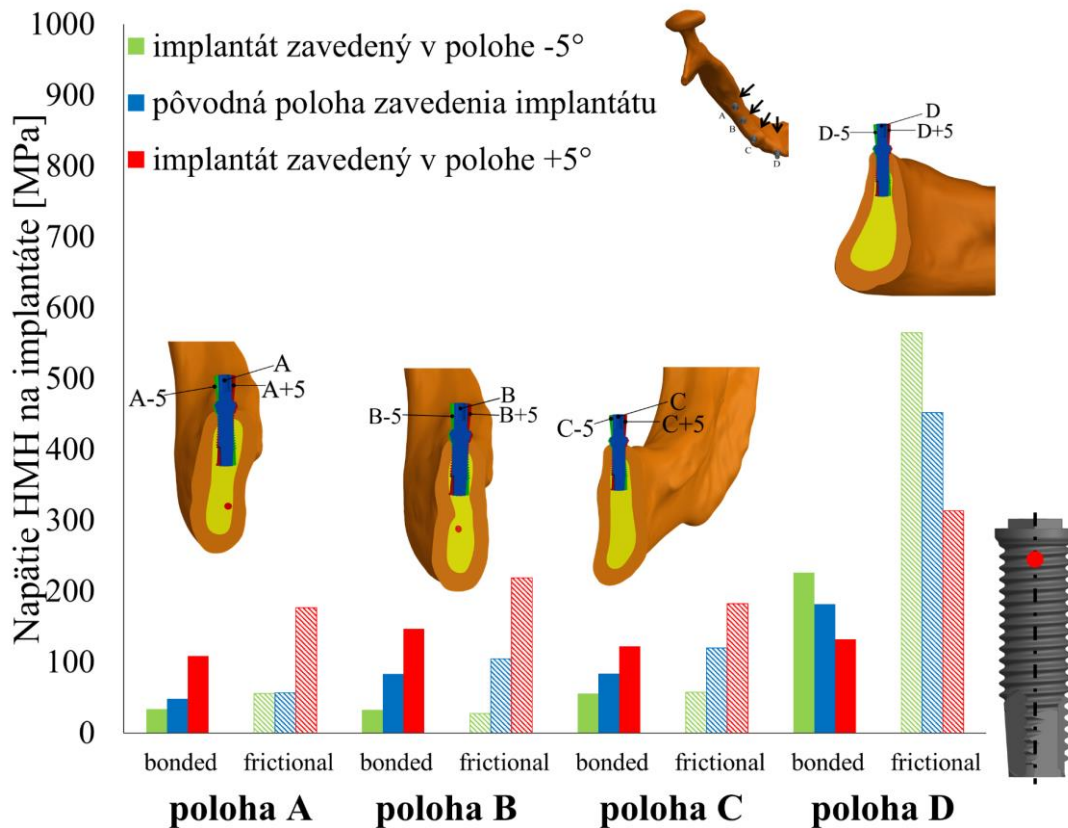 Napätie HMH na implantáte [MPa]
1000
900
800
700
600
500
400
300
200
100
0
implantát zavedený v polohe -5°
pôvodná poloha zavedenia implantátu
implantát zavedený v polohe +5°
A
B
C
D
D
D-5
D+5
A
A-5
A+5
B
B-5
B+5
C
C-5
C+5
bonded frictional bonded frictional bonded frictional bonded frictional
poloha A poloha B poloha C poloha D